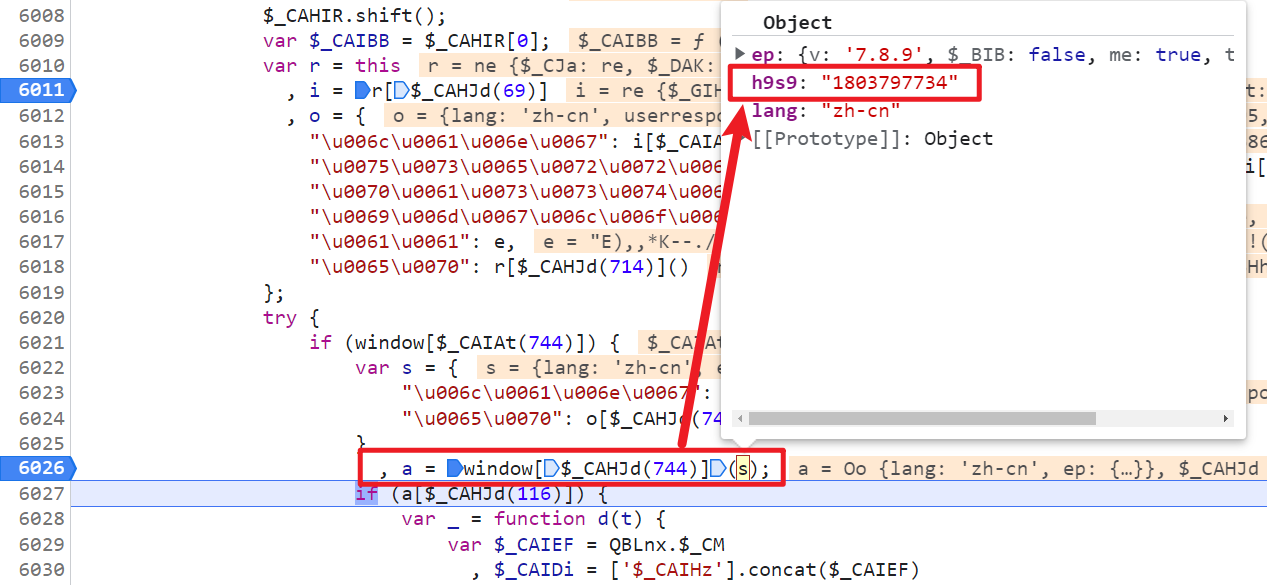 6008 $_CAHIR.shift();
6009 var $_CAIBB = $_CAHIR[0]; $_CAIBB = ƒ (
6010 var r = this r = ne {$_CJa: re, $_DAK:
6011 , i = r[$_CAHJd(69)] i = re {$_GIH
6012 , o = { o = {lang: 'zh-cn', userrespo
6013 "\u006c\u0061\u006e\u0067": i[$_CAIA
6014 "\u0075\u0073\u0065\u0072\u0072\u006
6015 "\u0070\u0061\u0073\u0073\u0074\u006
6016 "\u0069\u006d\u0067\u006c\u006f\u006
6017 "\u0061\u0061": e, e = "E),,*K--./
6018 "\u0065\u0070": r[$_CAHJd(714)]()
6019 };
6020 try {
6021 if (window[$_CAIAt(744)]) { $_CAIAt
6022 var s = { s = {lang: 'zh-cn', e
6023 "\u006c\u0061\u006e\u0067":
6024 "\u0065\u0070": o[$_CAHJd(74
6025 }
6026 , a = window[$_CAHJd(744)](s); a = Oo {lang: 'zh-cn', ep: {…}}, $_CAHJd
6027 if (a[$_CAHJd(116)]) {
6028 var _ = function d(t) {
6029 var $_CAIEF = QBLnx.$_CM
6030 , $_CAIDi = ['$_CAIHz'].concat($_CAIEF)
Object
ep: {v: '7.8.9', $_BIB: false, me: true, t
h9s9: "1803797734"
lang: "zh-cn"
[[Prototype]]: Object